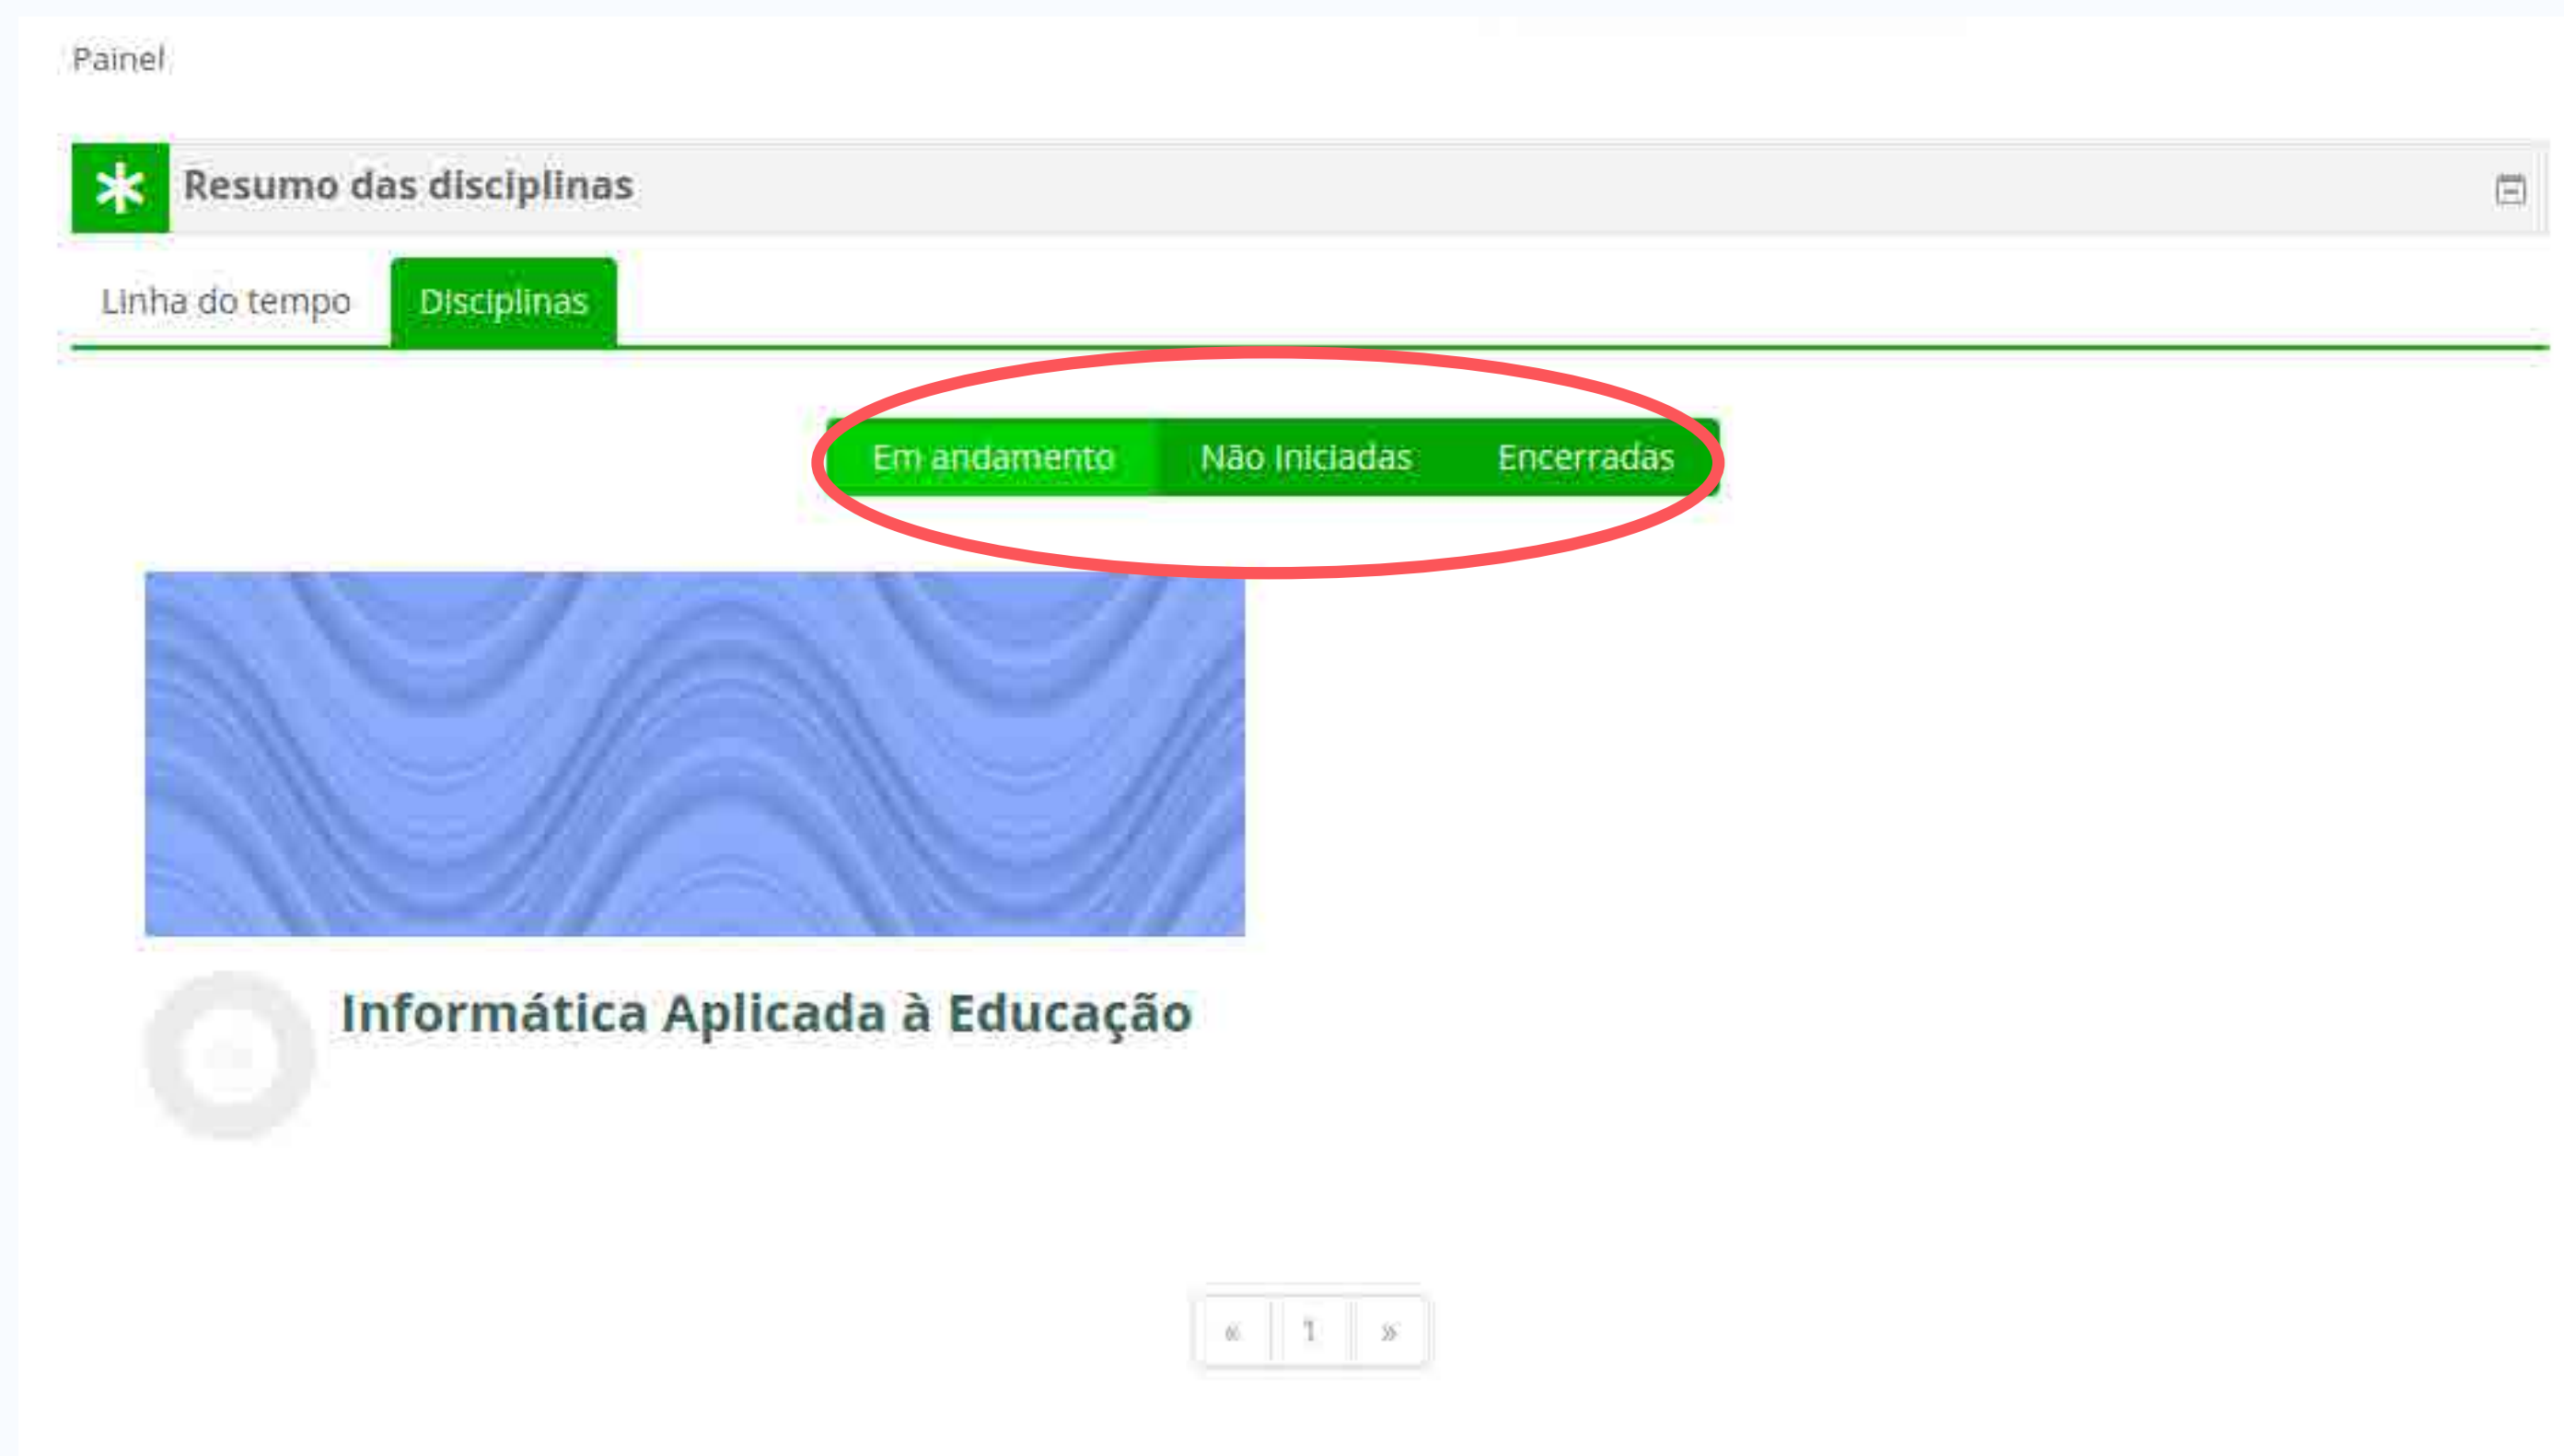 Painel
Resumo das disciplinas
Linha do tempo Disciplinas
Em andamento Não Iniciadas Encerradas
Informática Aplicada à Educação
« 1 »